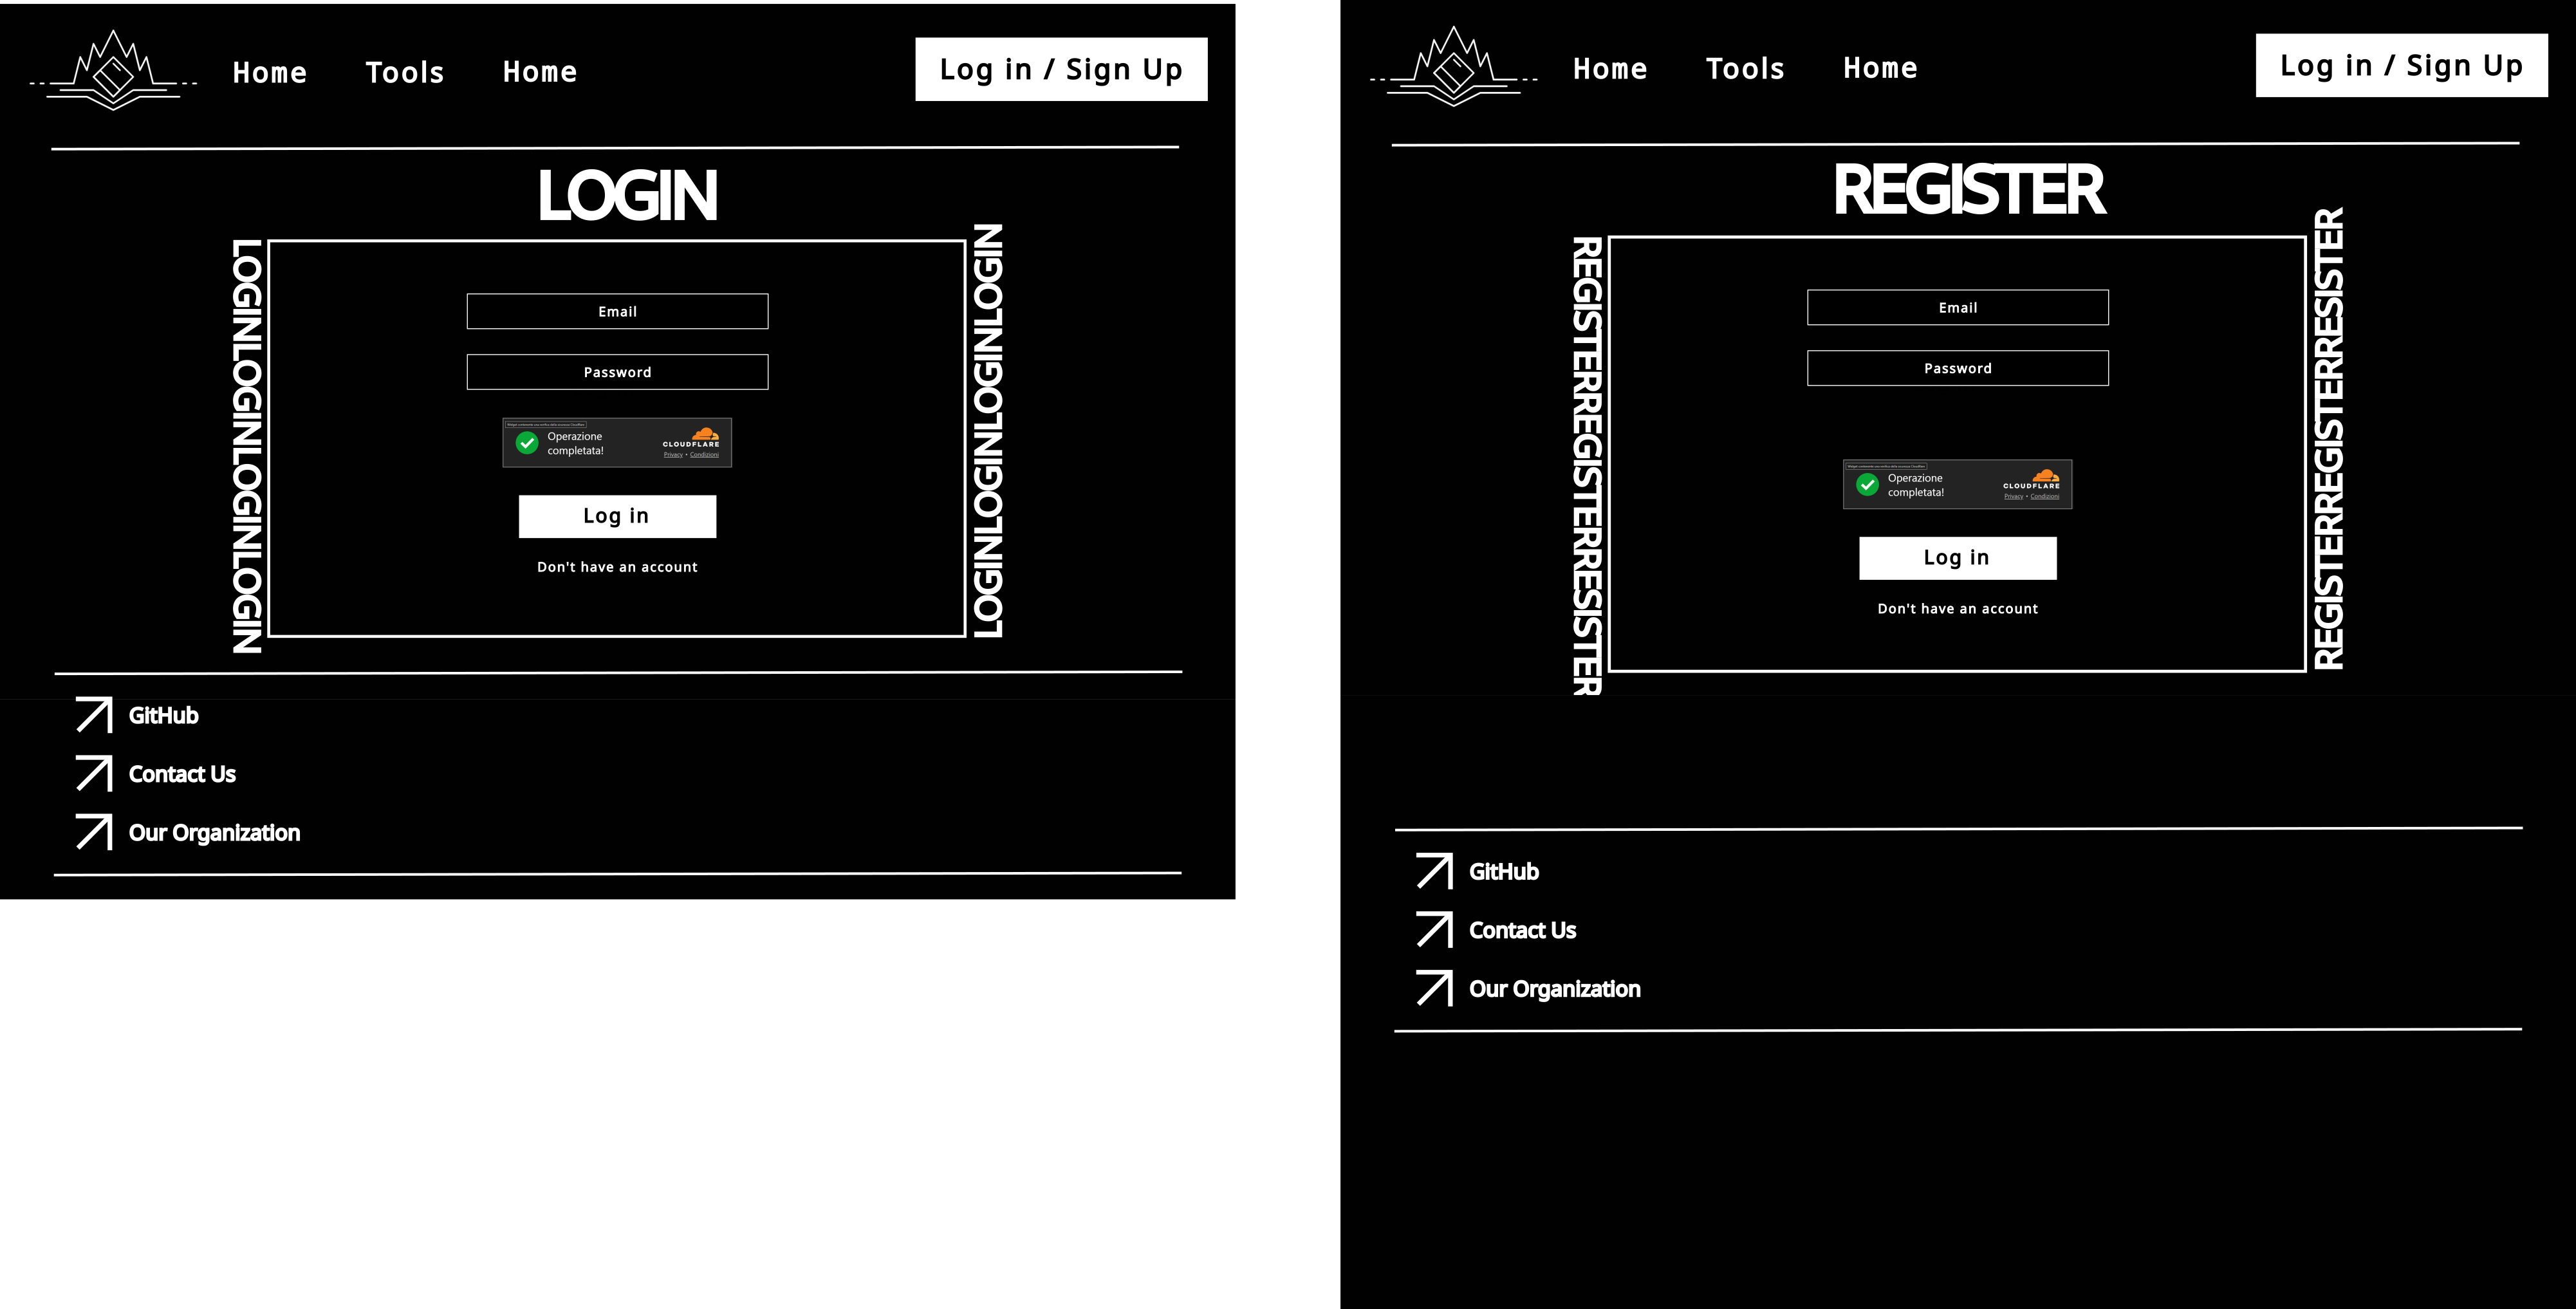 Home Tools Home Log in / Sign Up
LOGIN
LOGINLOGINLOGINLOGIN
LOGINLOGINLOGINLOGIN
Email
Password
Operazione
completata!
CLOUDFLARE
Privacy • Condizioni
Log in
Don't have an account
GitHub
Contact Us
Our Organization
Home Tools Home Log in / Sign Up
REGISTER
REGISTERREGISTERRESISTER
REGISTERREGISTERRESISTER
Email
Password
Operazione
completata!
CLOUDFLARE
Privacy • Condizioni
Log in
Don't have an account
GitHub
Contact Us
Our Organization